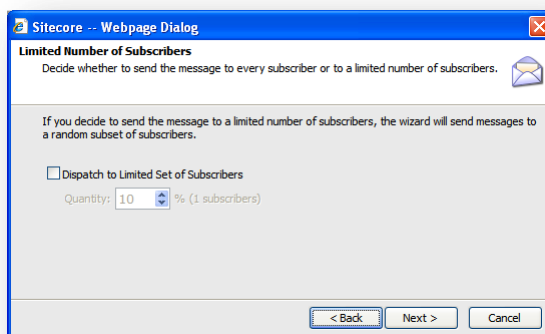 Sitecore -- Webpage Dialog
Limited Number of Subscribers
Decide whether to send the message to every subscriber or to a limited number of subscribers.
If you decide to send the message to a limited number of subscribers, the wizard will send messages to
a random subset of subscribers.
Dispatch to Limited Set of Subscribers
Quantity: 10 % (1 subscribers)
< Back Next > Cancel